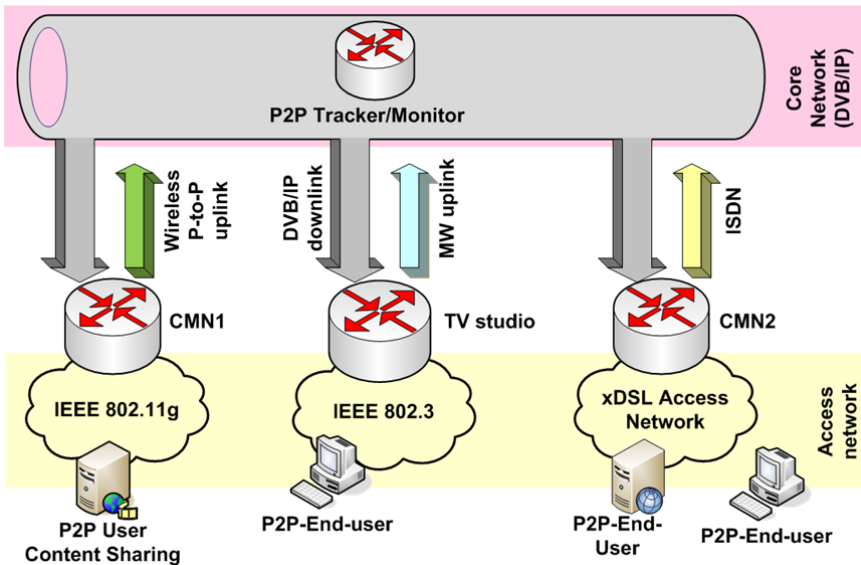 P2P Tracker/Monitor
Core
Network
(DVB/IP)
Wireless
P-to-P
uplink
DVB/IP
downlink
MW uplink
ISDN
CMN1
TV studio
CMN2
IEEE 802.11g
IEEE 802.3
xDSL Access
Network
Access
network
P2P User
Content Sharing
P2P-End-user
P2P-End-
User
P2P-End-user